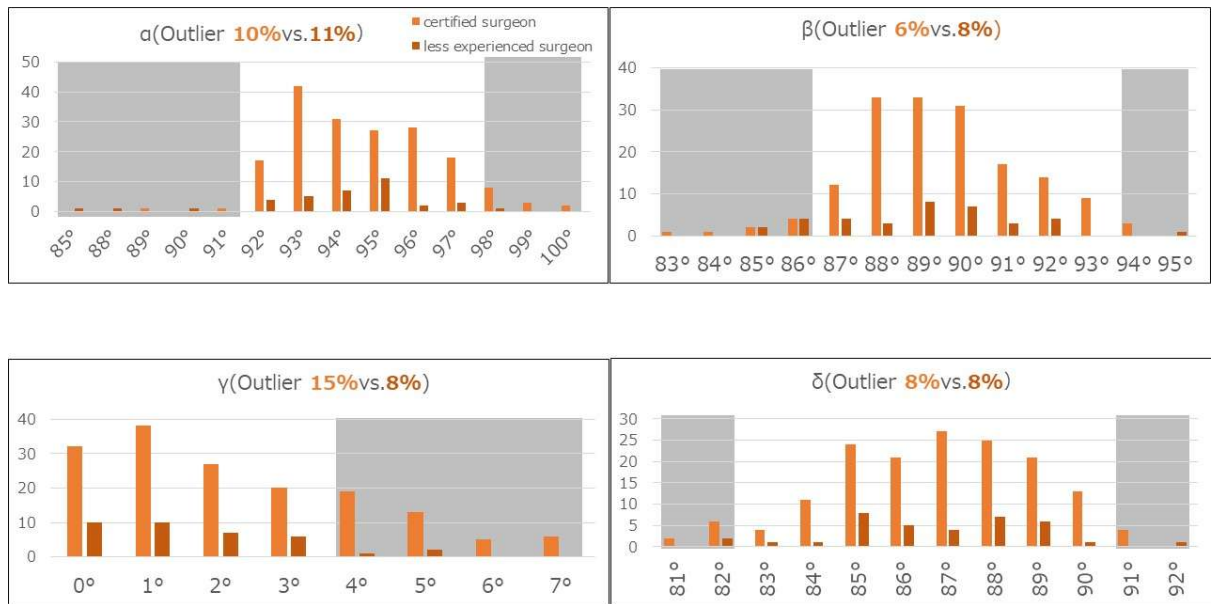 α(Outlier 10%vs.11%)
certified surgeon
less experienced surgeon
50
40
30
20
10
0
85° 88° 89° 90° 91° 92° 93° 94° 95° 96° 97° 98° 99° 100°
β(Outlier 6%vs.8%)
40
30
20
10
0
83° 84° 85° 86° 87° 88° 89° 90° 91° 92° 93° 94° 95°
γ(Outlier 15%vs.8%)
40
30
20
10
0
0° 1° 2° 3° 4° 5° 6° 7°
δ(Outlier 8%vs.8%)
30
25
20
15
10
5
0
81° 82° 83° 84° 85° 86° 87° 88° 89° 90° 91° 92°